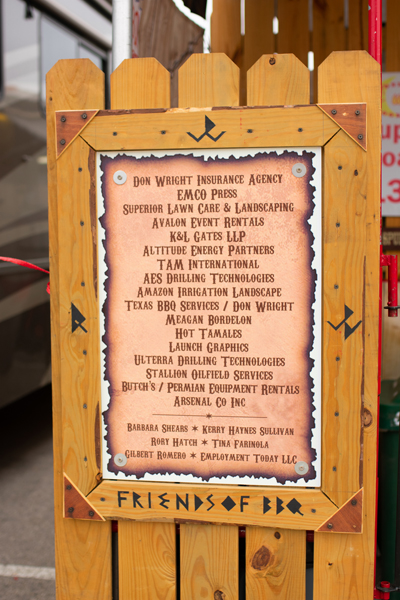 Don Wright Insurance Agency
EMCO Press
Superior Lawn Care & Landscaping
Avalon Event Rentals
K&L Gates LLP
Altitude Energy Partners
TAM International
AES Drilling Technologies
Amazon Irrigation Landscape
Texas BBQ Services / Don Wright
Meagan Bordelon
Hot Tamales
Launch Graphics
Ulterra Drilling Technologies
Stallion Oilfield Services
Butch's / Permian Equipment Rentals
Arsenal Co Inc
Barbara Shears * Kerry Haynes Sullivan
Rory Hatch * Tina Farinola
Gilbert Romero * Employment Today LLC
FRIENDS OF BBQ